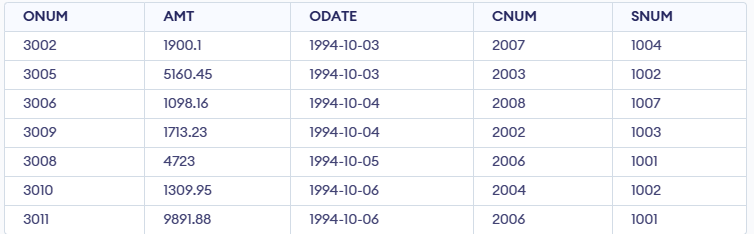 ONUM AMT ODATE CNUM SNUM
3002 1900.1 1994-10-03 2007 1004
3005 5160.45 1994-10-03 2003 1002
3006 1098.16 1994-10-04 2008 1007
3009 1713.23 1994-10-04 2002 1003
3008 4723 1994-10-05 2006 1001
3010 1309.95 1994-10-06 2004 1002
3011 9891.88 1994-10-06 2006 1001